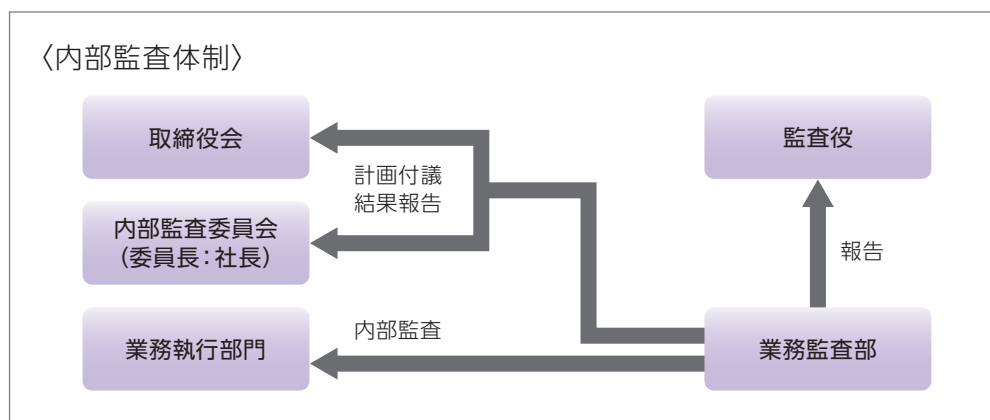 〈内部監査体制〉
取締役会
監査役
計画付議
結果報告
内部監査委員会
（委員長：社長）
報告
内部監査
業務執行部門
業務監査部